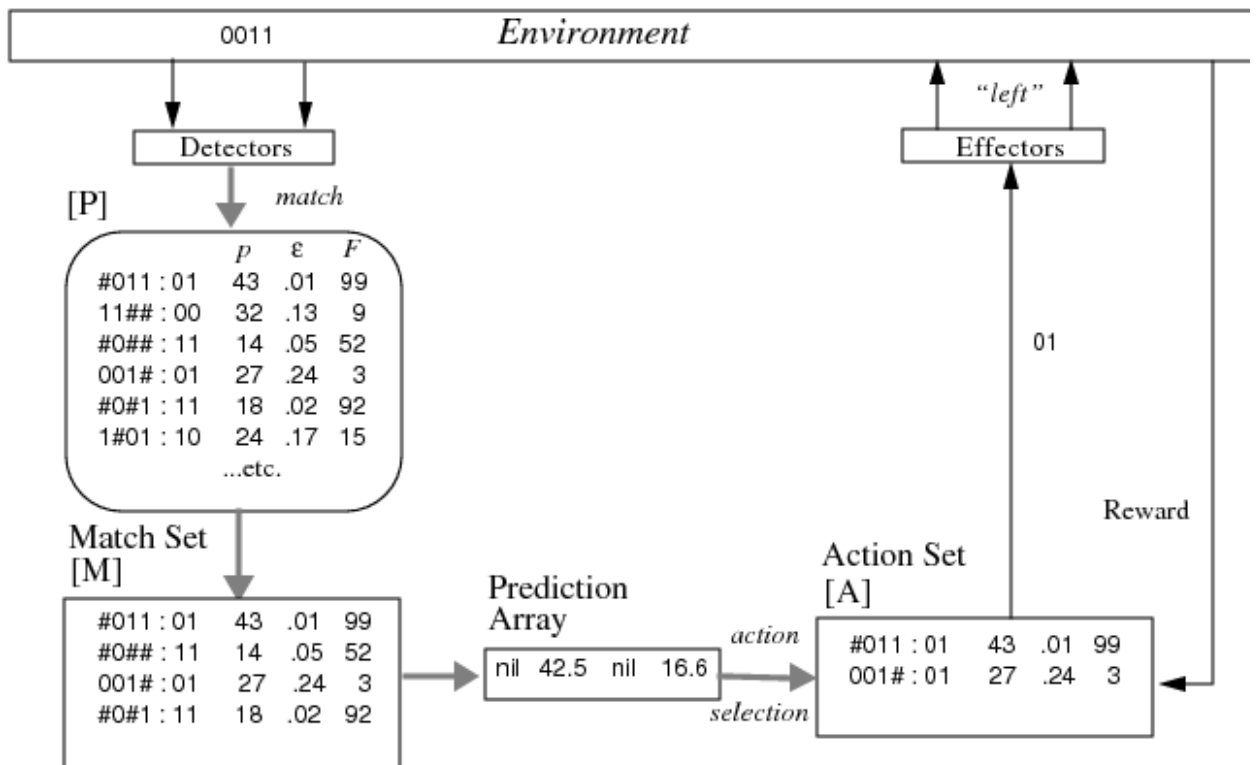 0011 Environment
“left”
Detectors
Effectors
match
[P]
p ε F
#011 : 01 43 .01 99
11## : 00 32 .13 9
#0## : 11 14 .05 52
001# : 01 27 .24 3
#0#1 : 11 18 .02 92
1#01 : 10 24 .17 15
...etc.
01
Reward
Match Set
[M]
#011 : 01 43 .01 99
#0## : 11 14 .05 52
001# : 01 27 .24 3
#0#1 : 11 18 .02 92
Prediction
Array
nil 42.5 nil 16.6
action
selection
Action Set
[A]
#011 : 01 43 .01 99
001# : 01 27 .24 3